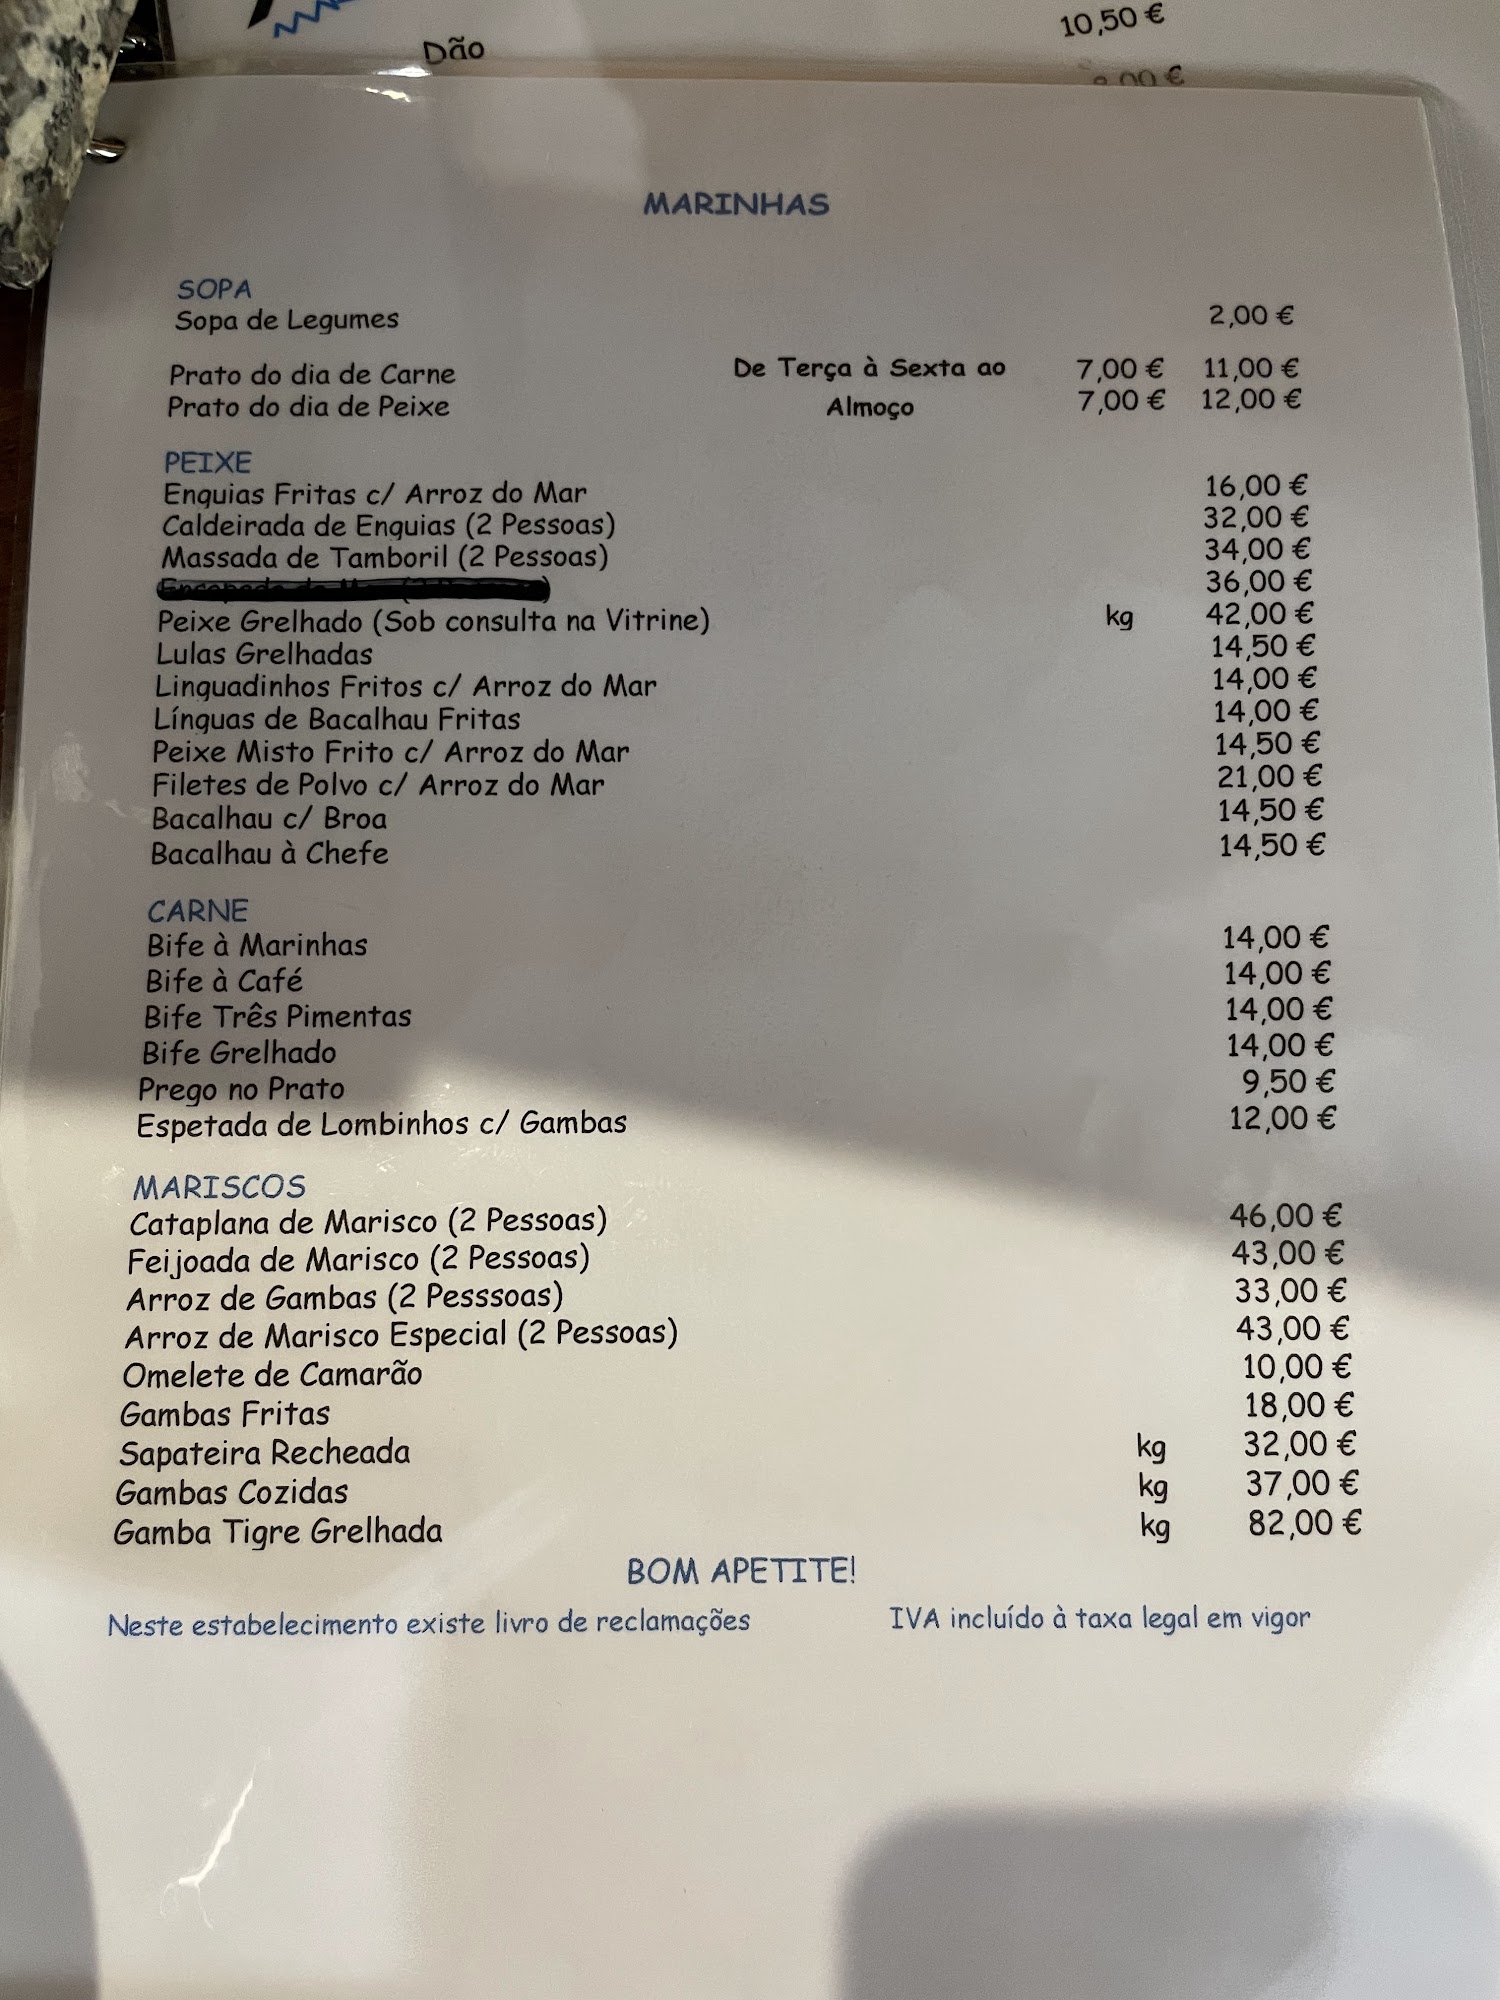 Dão 10,50 €
MARINHAS
SOPA
Sopa de Legumes 2,00 €
Prato do dia de Carne De Terça à Sexta ao 7,00 € 11,00 €
Prato do dia de Peixe Almoço 7,00 € 12,00 €
PEIXE
Enguias Fritas c/ Arroz do Mar 16,00 €
Caldeirada de Enguias (2 Pessoas) 32,00 €
Massada de Tamboril (2 Pessoas) 34,00 €
36,00 €
Peixe Grelhado (Sob consulta na Vitrine) kg 42,00 €
Lulas Grelhadas 14,50 €
Linguadinhos Fritos c/ Arroz do Mar 14,00 €
Línguas de Bacalhau Fritas 14,00 €
Peixe Misto Frito c/ Arroz do Mar 14,50 €
Filetes de Polvo c/ Arroz do Mar 21,00 €
Bacalhau c/ Broa 14,50 €
Bacalhau à Chefe 14,50 €
CARNE
Bife à Marinhas 14,00 €
Bife à Café 14,00 €
Bife Três Pimentas 14,00 €
Bife Grelhado 14,00 €
Prego no Prato 9,50 €
Espetada de Lombinhos c/ Gambas 12,00 €
MARISCOS
Cataplana de Marisco (2 Pessoas) 46,00 €
Feijoada de Marisco (2 Pessoas) 43,00 €
Arroz de Gambas (2 Pesssoas) 33,00 €
Arroz de Marisco Especial (2 Pessoas) 43,00 €
Omelete de Camarão 10,00 €
Gambas Fritas 18,00 €
Sapateira Recheada kg 32,00 €
Gambas Cozidas kg 37,00 €
Gamba Tigre Grelhada kg 82,00 €
BOM APETITE!
Neste estabelecimento existe livro de reclamações IVA incluído à taxa legal em vigor